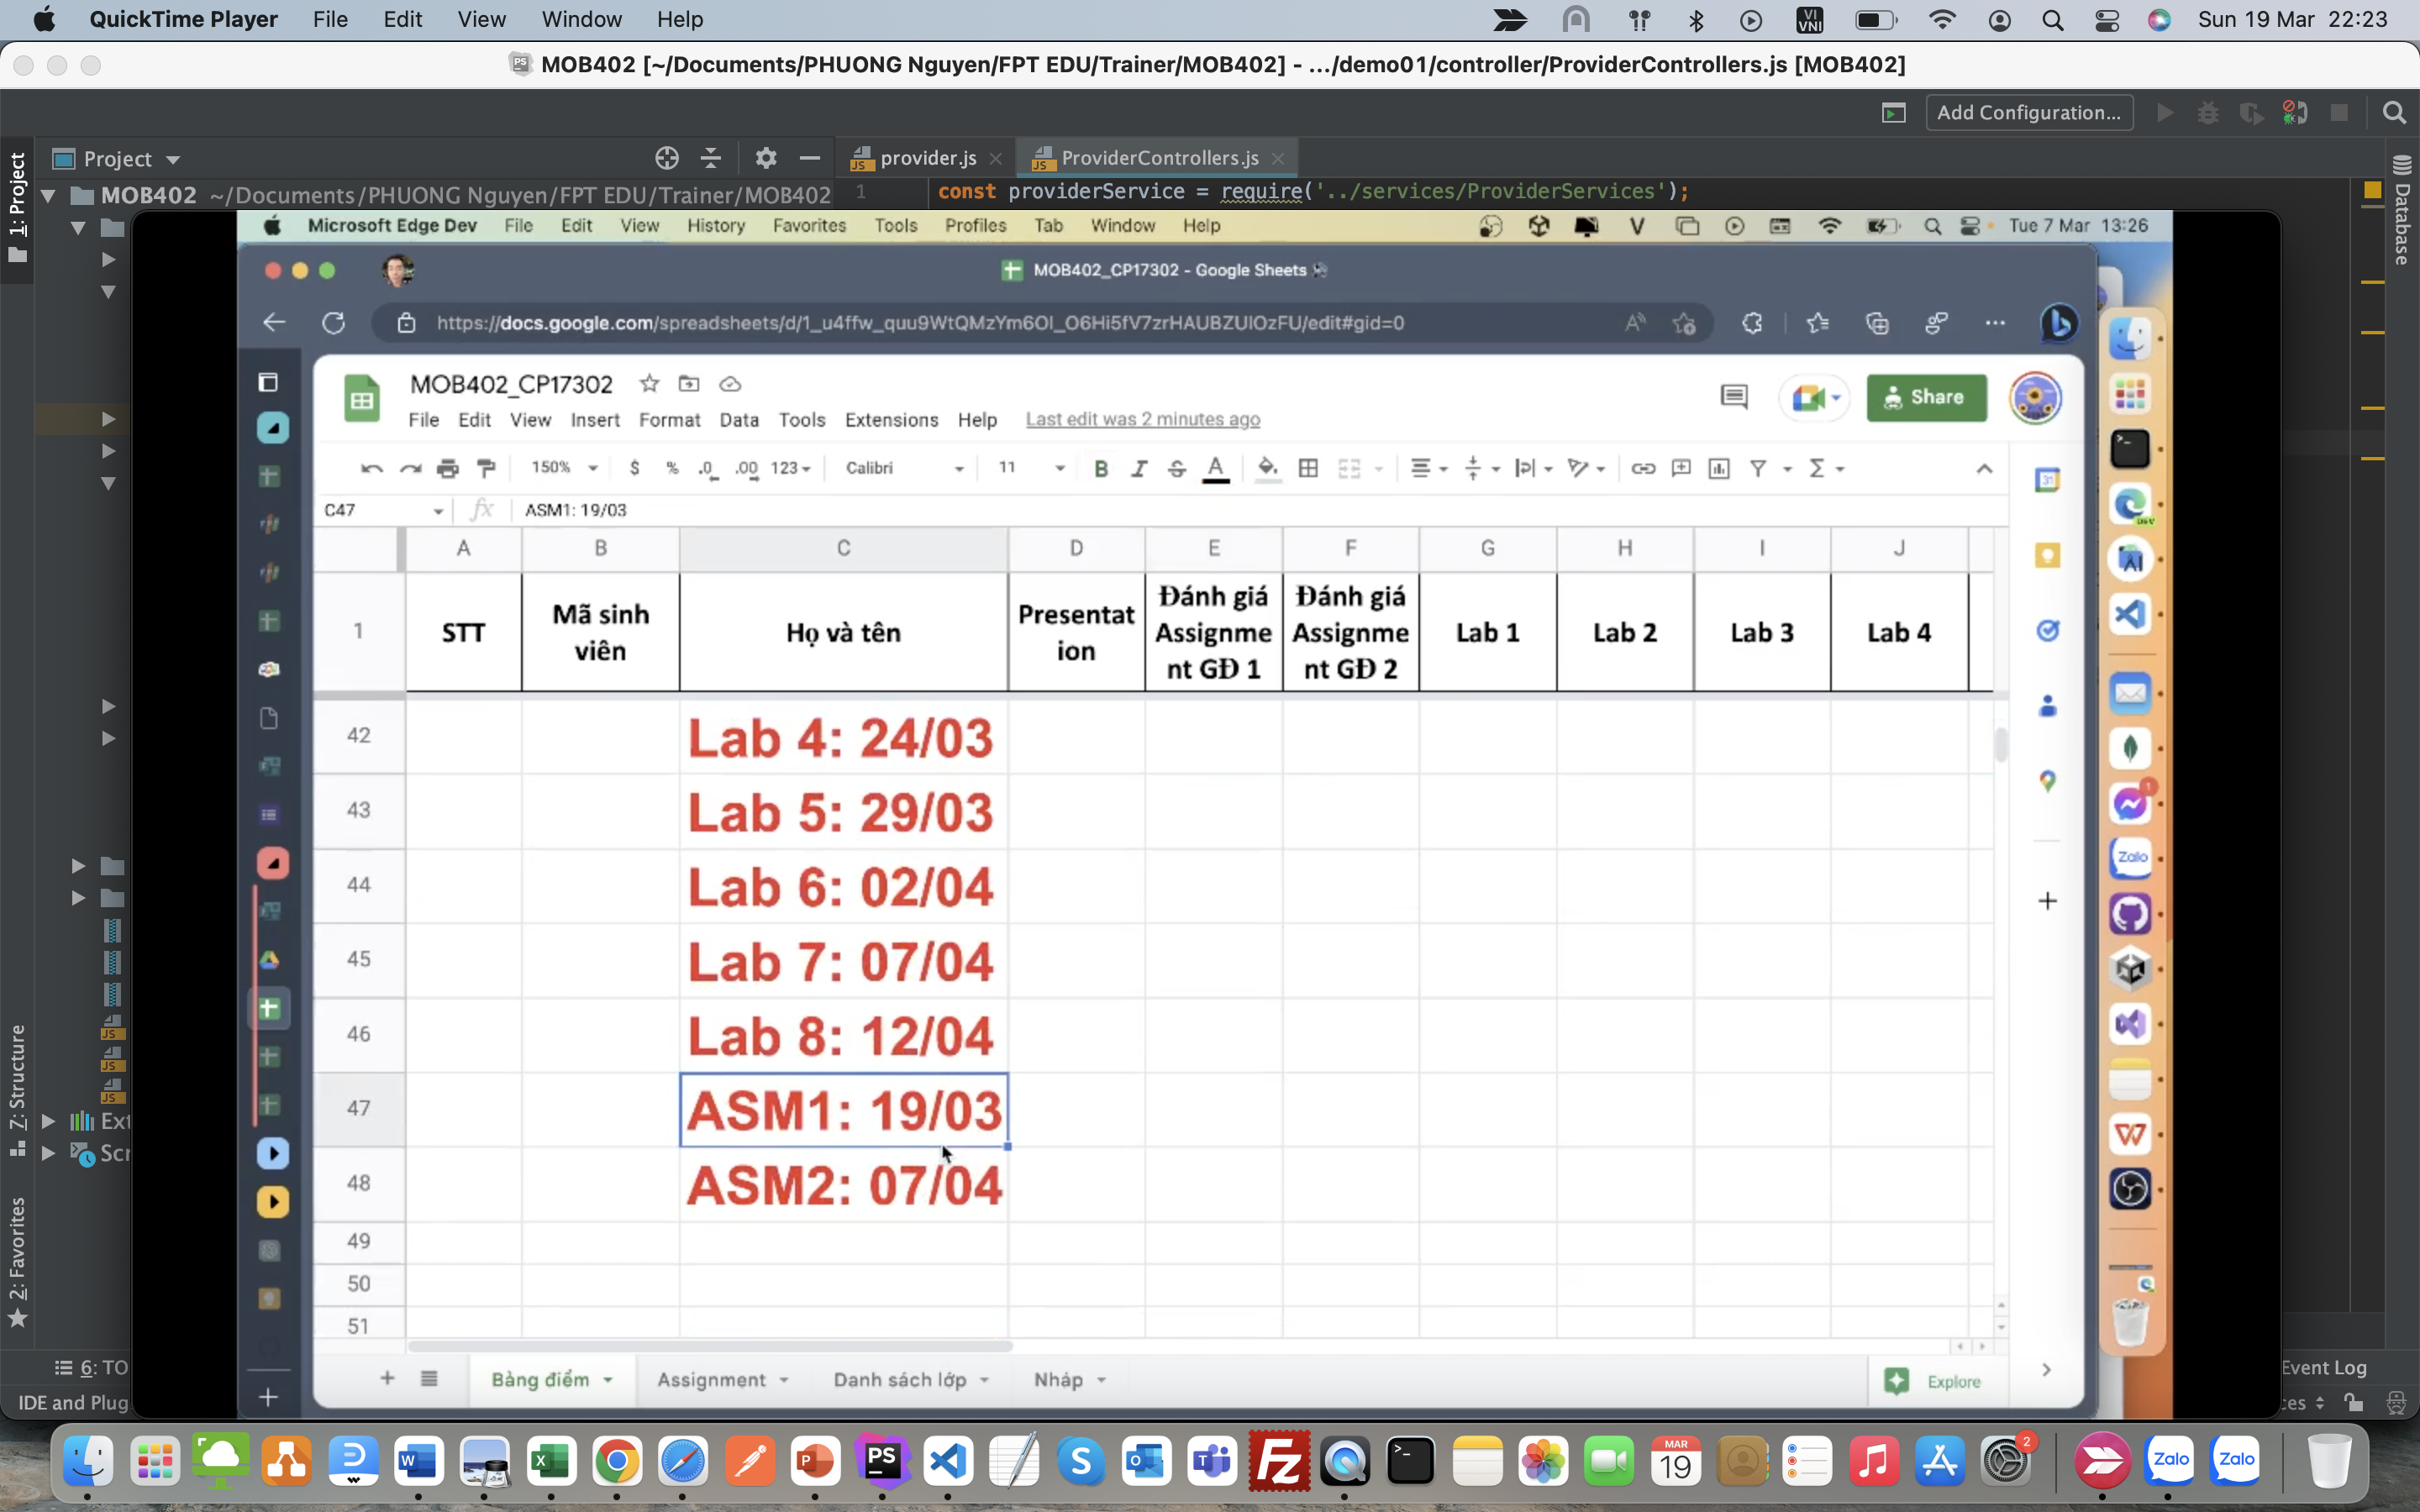 QuickTime Player File Edit View Window Help VI VNI Sun 19 Mar 22:23
MOB402 [~/Documents/PHUONG Nguyen/FPT EDU/Trainer/MOB402] - .../demo01/controller/ProviderControllers.js [MOB402]
Add Configuration...
1: Project
Project
provider.js
ProviderControllers.js
Database
MOB402 ~/Documents/PHUONG Nguyen/FPT EDU/Trainer/MOB402
1 const providerService = require('../services/ProviderServices');
Microsoft Edge Dev File Edit View History Favorites Tools Profiles Tab Window Help Tue 7 Mar 13:26
MOB402_CP17302 - Google Sheets
https://docs.google.com/spreadsheets/d/1_u4ffw_quu9WtQMzYm6Ol_O6Hi5fV7zrHAUBZUlOzFU/edit#gid=0
MOB402_CP17302
Share
File Edit View Insert Format Data Tools Extensions Help Last edit was 2 minutes ago
150% $ % .0 .00 123 Calibri 11 B I S A
C47 fx ASM1: 19/03
A B C D E F G H I J
1 STT Mã sinh viên Họ và tên Presentation Đánh giá Assignment GĐ 1 Đánh giá Assignment GĐ 2 Lab 1 Lab 2 Lab 3 Lab 4
42 Lab 4: 24/03
43 Lab 5: 29/03
44 Lab 6: 02/04
45 Lab 7: 07/04
46 Lab 8: 12/04
47 ASM1: 19/03
48 ASM2: 07/04
49
50
51
Bảng điểm Assignment Danh sách lớp Nháp Explore
7: Structure
2: Favorites
Ext
Scr
6: TO
Event Log
IDE and Plug
ces
Zalo
MAR
19
2
Zalo
Zalo